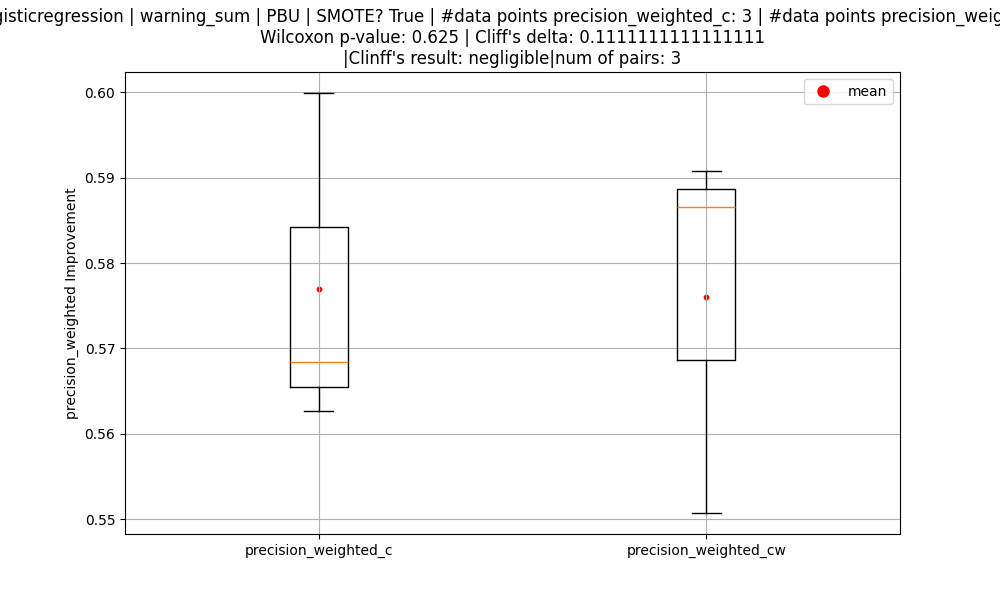 gisticregression | warning_sum | PBU | SMOTE? True | #data points precision_weighted_c: 3 | #data points precision_weig
Wilcoxon p-value: 0.625 | Cliff's delta: 0.1111111111111111
|Clinff's result: negligible|num of pairs: 3
mean
0.60
0.59
0.58
0.57
0.56
0.55
precision_weighted Improvement
precision_weighted_c
precision_weighted_cw